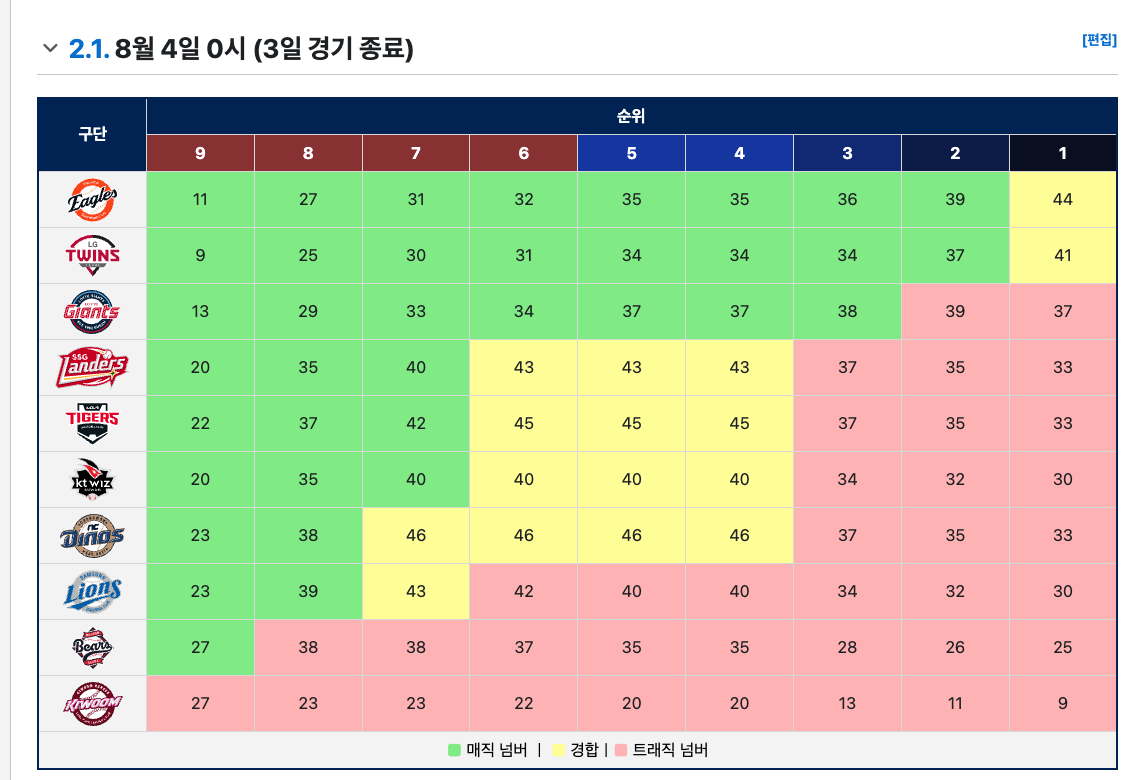 2.1. 8월 4일 0시 (3일 경기 종료)
[편집]
구단
순위
9 8 7 6 5 4 3 2 1
Eagles 11 27 31 32 35 35 36 39 44
LG TWINS 9 25 30 31 34 34 34 37 41
Giants 13 29 33 34 37 37 38 39 37
SSG Landers 20 35 40 43 43 43 37 35 33
KIA TIGERS 22 37 42 45 45 45 37 35 33
kt wiz 20 35 40 40 40 40 34 32 30
NC Dinos 23 38 46 46 46 46 37 35 33
SAMSUNG Lions 23 39 43 42 40 40 34 32 30
Bears 27 38 38 37 35 35 28 26 25
KIWOOM 27 23 23 22 20 20 13 11 9
매직 넘버 | 경합 | 트래직 넘버